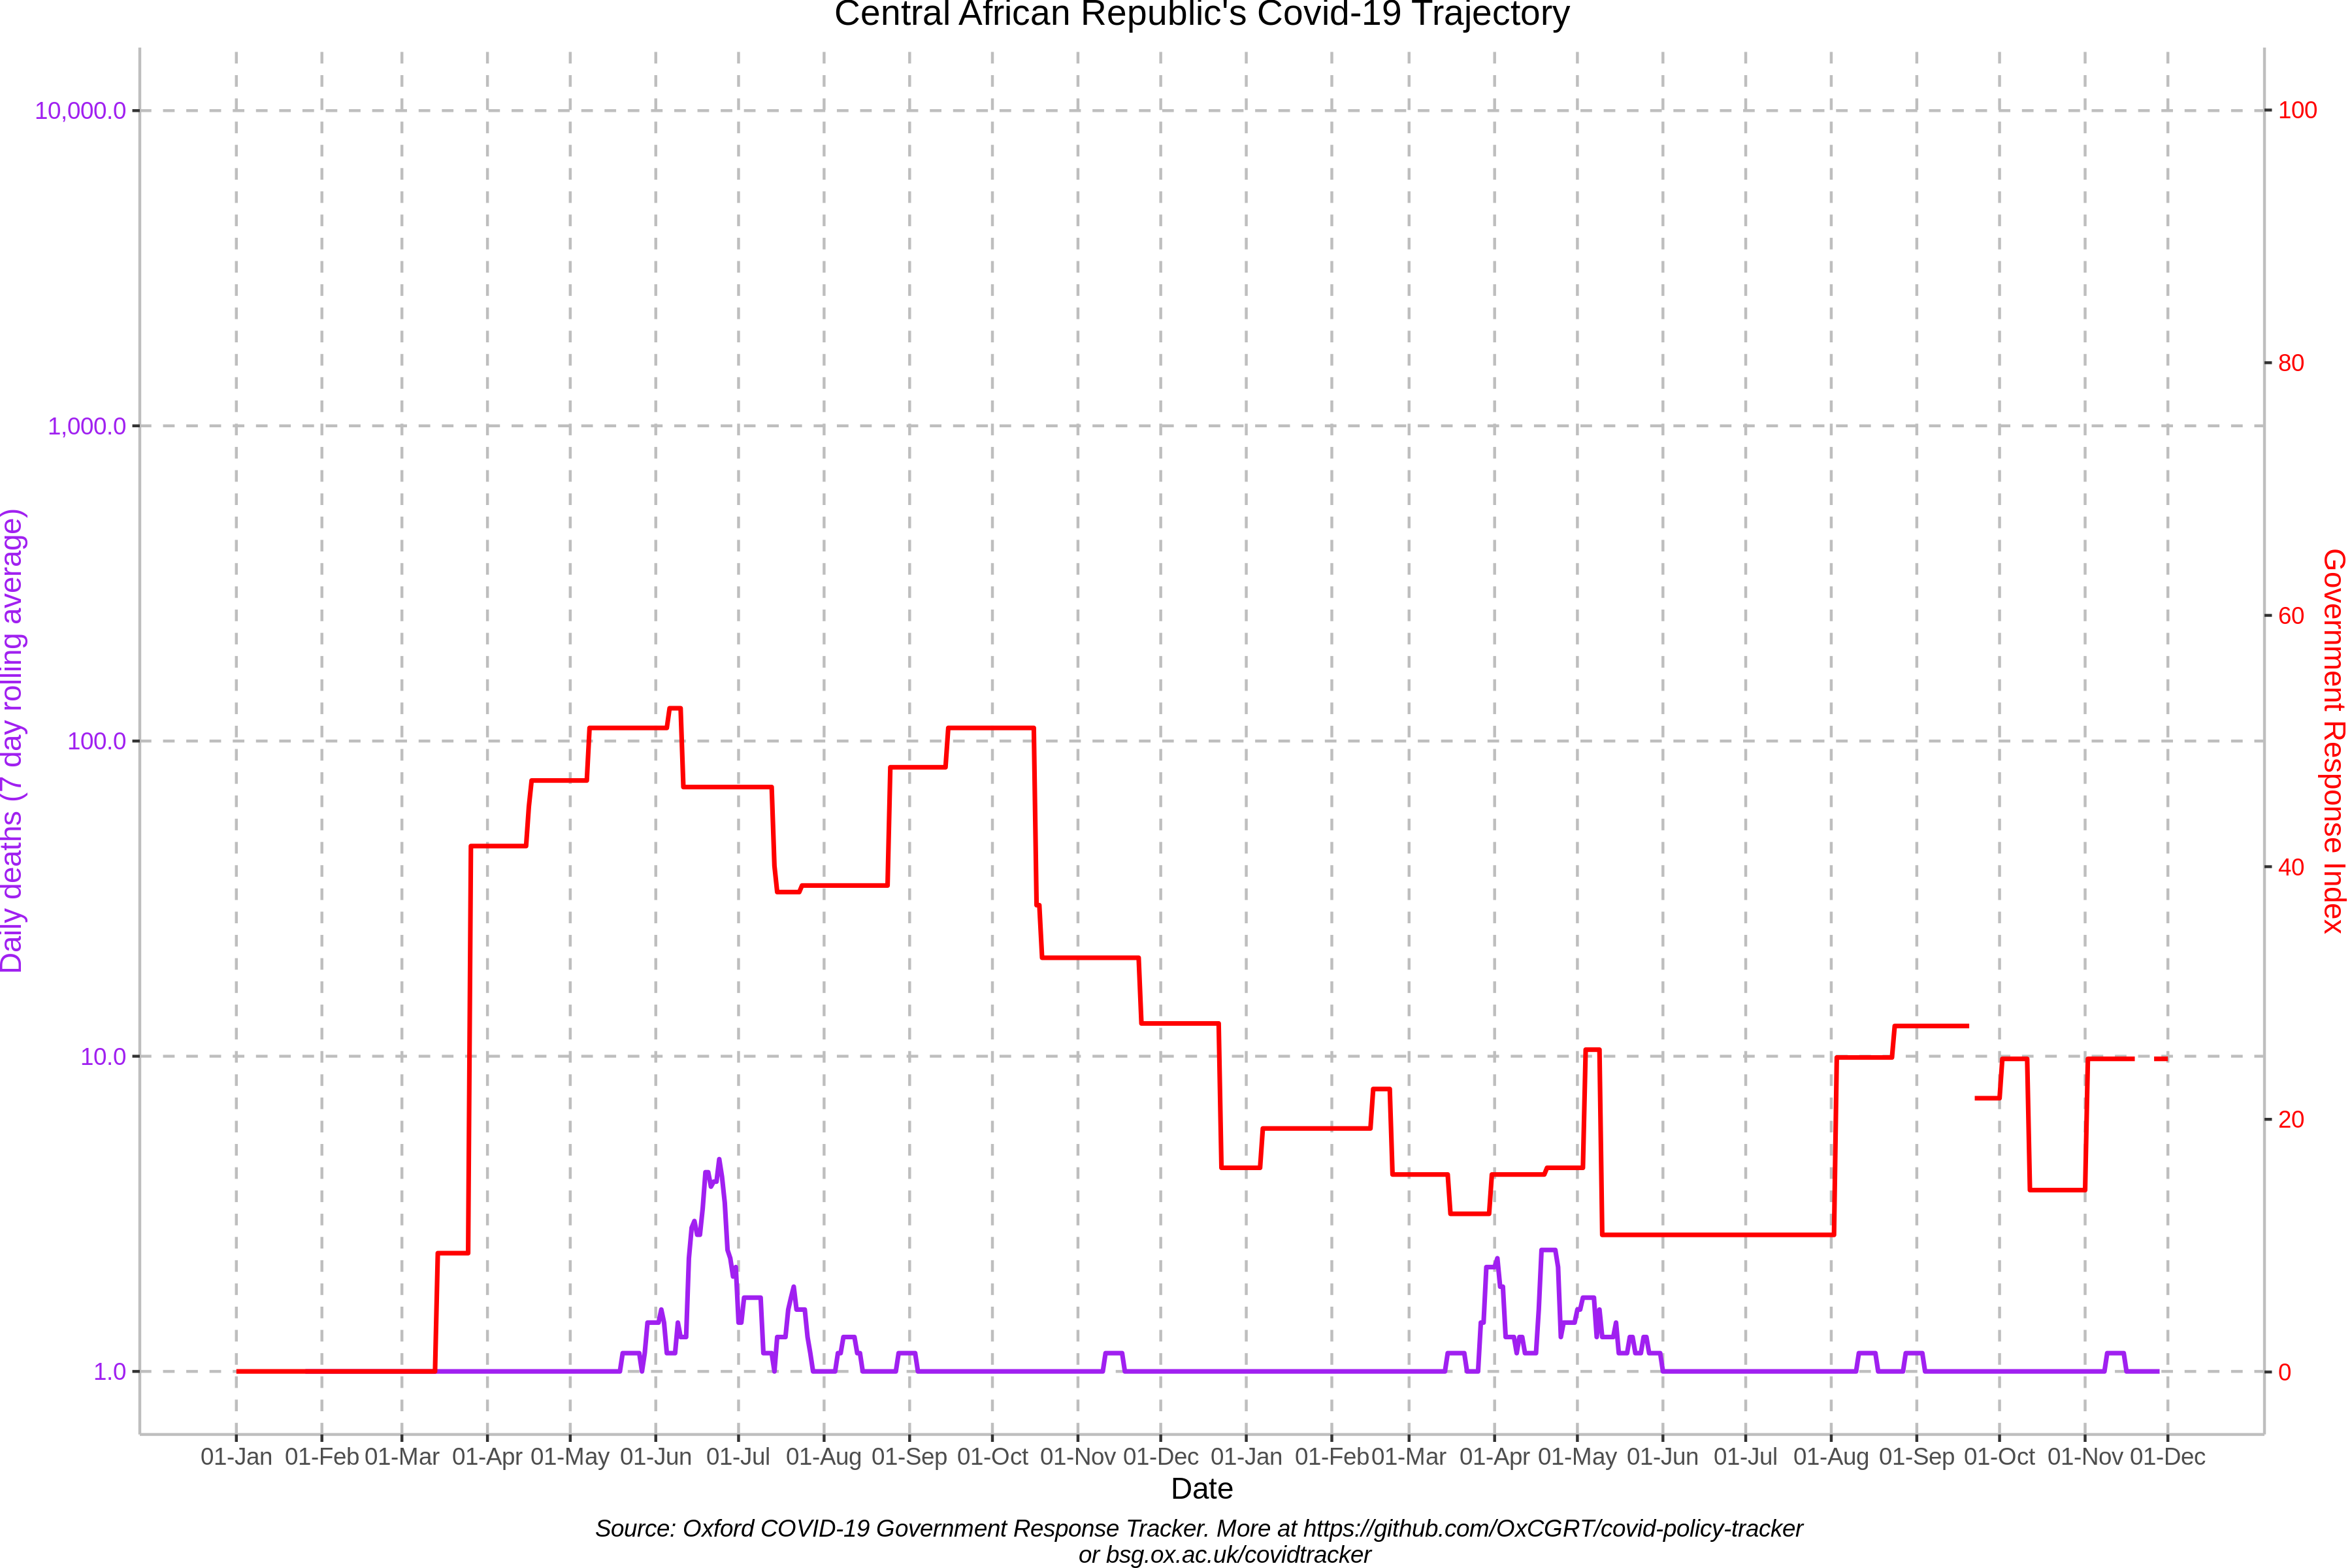 Central African Republic's Covid-19 Trajectory
10,000.0
1,000.0
100.0
10.0
1.0
Daily deaths (7 day rolling average)
100
80
60
40
20
0
Government Response Index
01-Jan 01-Feb 01-Mar 01-Apr 01-May 01-Jun 01-Jul 01-Aug 01-Sep 01-Oct 01-Nov 01-Dec 01-Jan 01-Feb 01-Mar 01-Apr 01-May 01-Jun 01-Jul 01-Aug 01-Sep 01-Oct 01-Nov 01-Dec
Date
Source: Oxford COVID-19 Government Response Tracker. More at https://github.com/OxCGRT/covid-policy-tracker
or bsg.ox.ac.uk/covidtracker